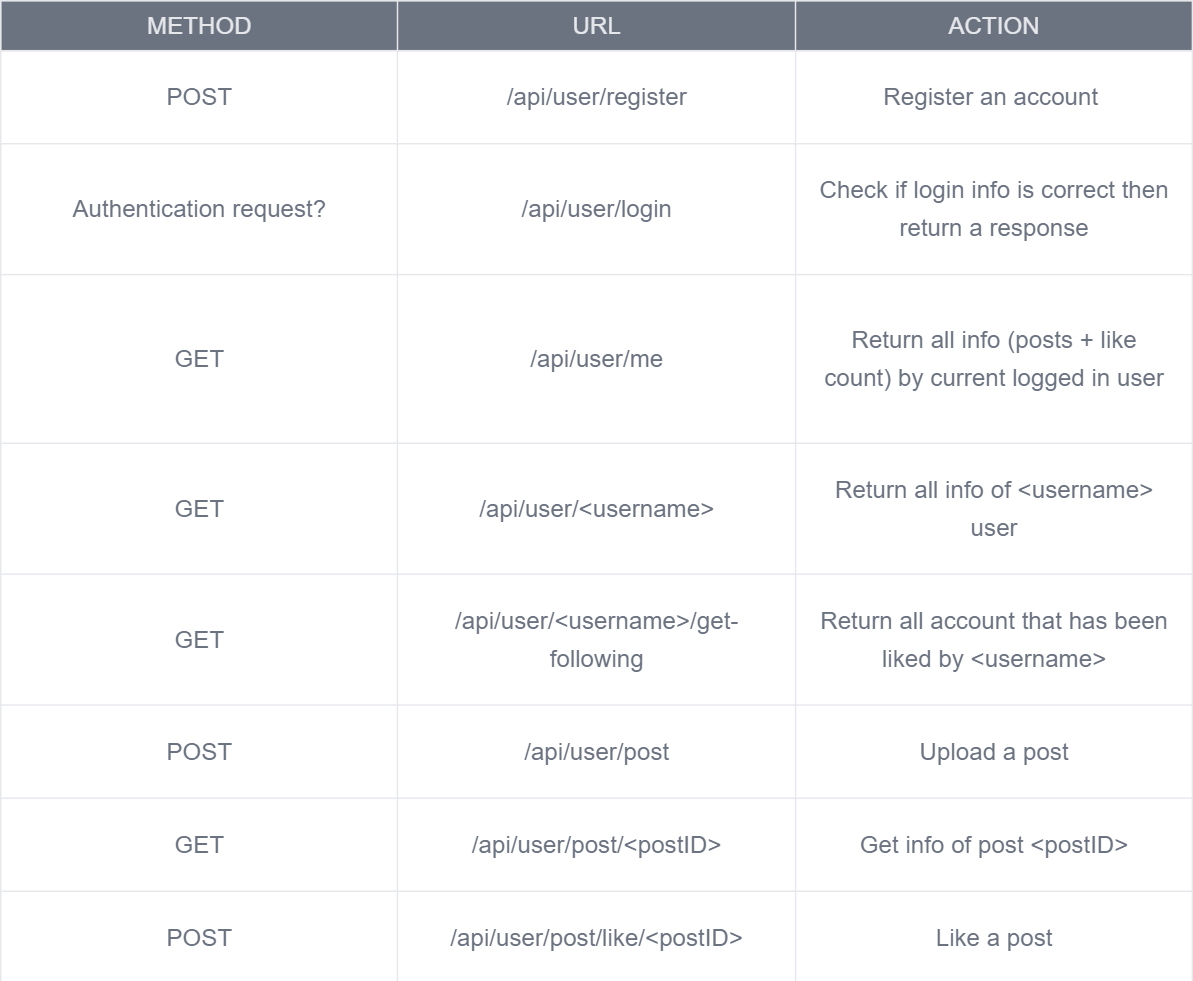 METHOD URL ACTION
POST /api/user/register Register an account
Authentication request? /api/user/login Check if login info is correct then
return a response
GET /api/user/me Return all info (posts + like
count) by current logged in user
GET /api/user/<username> Return all info of <username>
user
GET /api/user/<username>/get-
following Return all account that has been
liked by <username>
POST /api/user/post Upload a post
GET /api/user/post/<postID> Get info of post <postID>
POST /api/user/post/like/<postID> Like a post